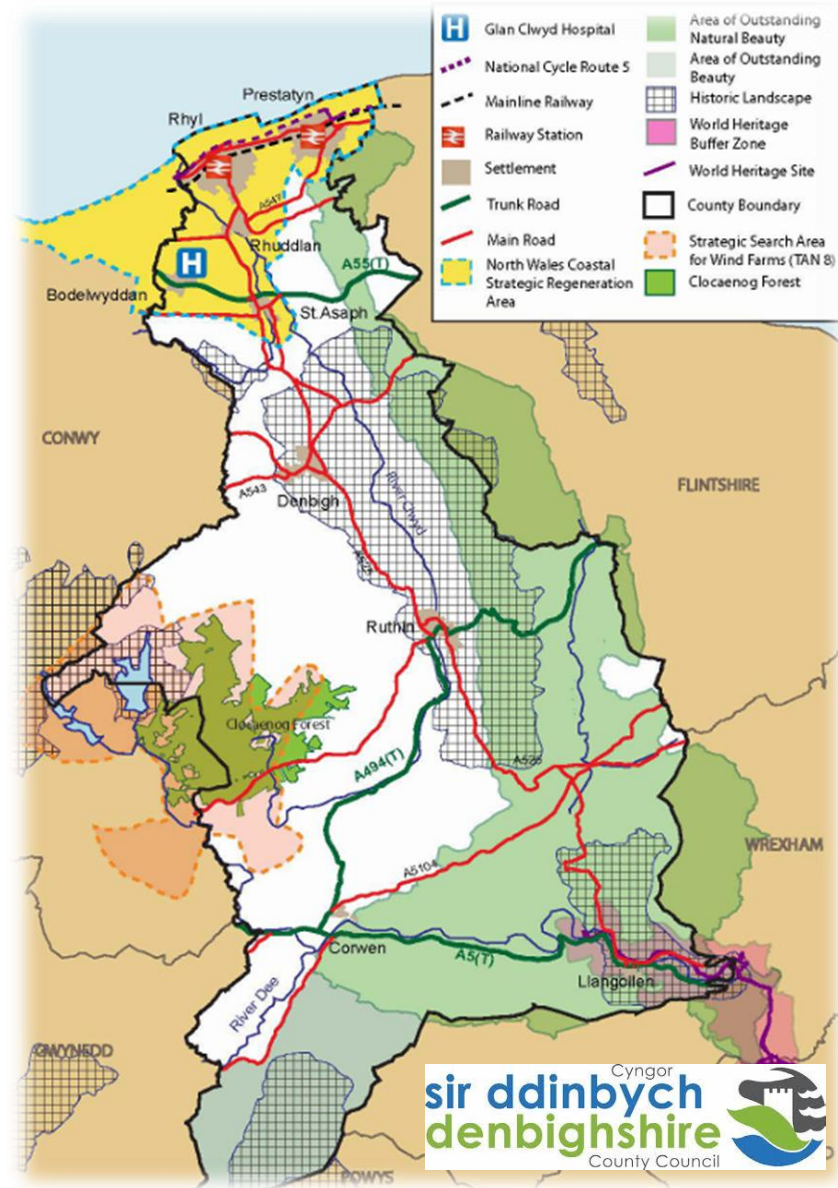 Glan Clwyd Hospital
National Cycle Route 5
Mainline Railway
Railway Station
Settlement
Trunk Road
Main Road
North Wales Coastal
Strategic Regeneration
Area
Area of Outstanding
Natural Beauty
Area of Outstanding
Beauty
Historic Landscape
World Heritage
Buffer Zone
World Heritage Site
County Boundary
Strategic Search Area
for Wind Farms (TAN 8)
Clocaenog Forest
H
Prestatyn
Rhyl
A547
Rhuddlan
H
A55(T)
Bodelwyddan
St.Asaph
CONWY
FLINTSHIRE
A543
Denbigh
River Clwyd
A525
Ruthin
Clocaenog Forest
A494(T)
A525
A5104
WREXHAM
Corwen
A5(T)
Llangollen
River Dee
GWYNEDD
POWYS
Cyngor
sir ddinbych
denbighshire
County Council